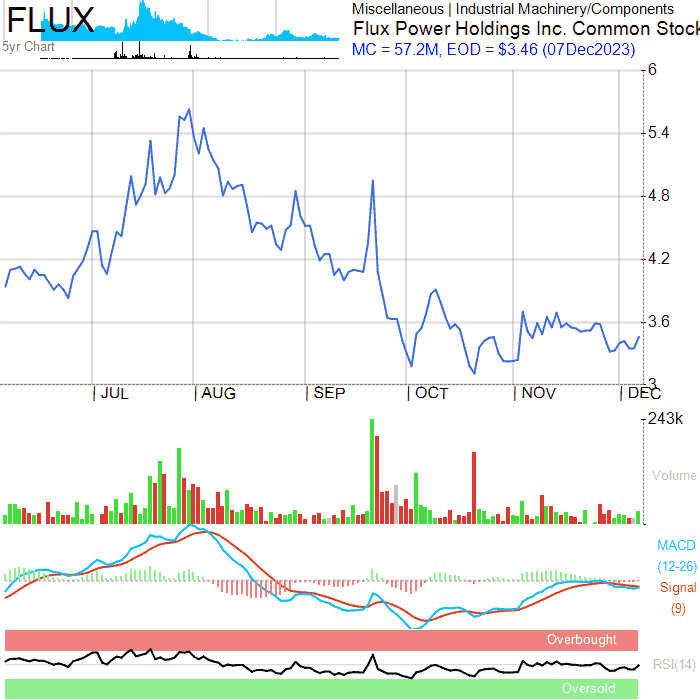 FLUX
5yr Chart
Miscellaneous | Industrial Machinery/Components
Flux Power Holdings Inc. Common Stock
MC = 57.2M, EOD = $3.46 (07Dec2023)
6
5.4
4.8
4.2
3.6
3
| JUL | AUG | SEP | OCT | NOV | DEC
243k
Volume
MACD
(12-26)
Signal
(9)
Overbought
RSI(14)
Oversold